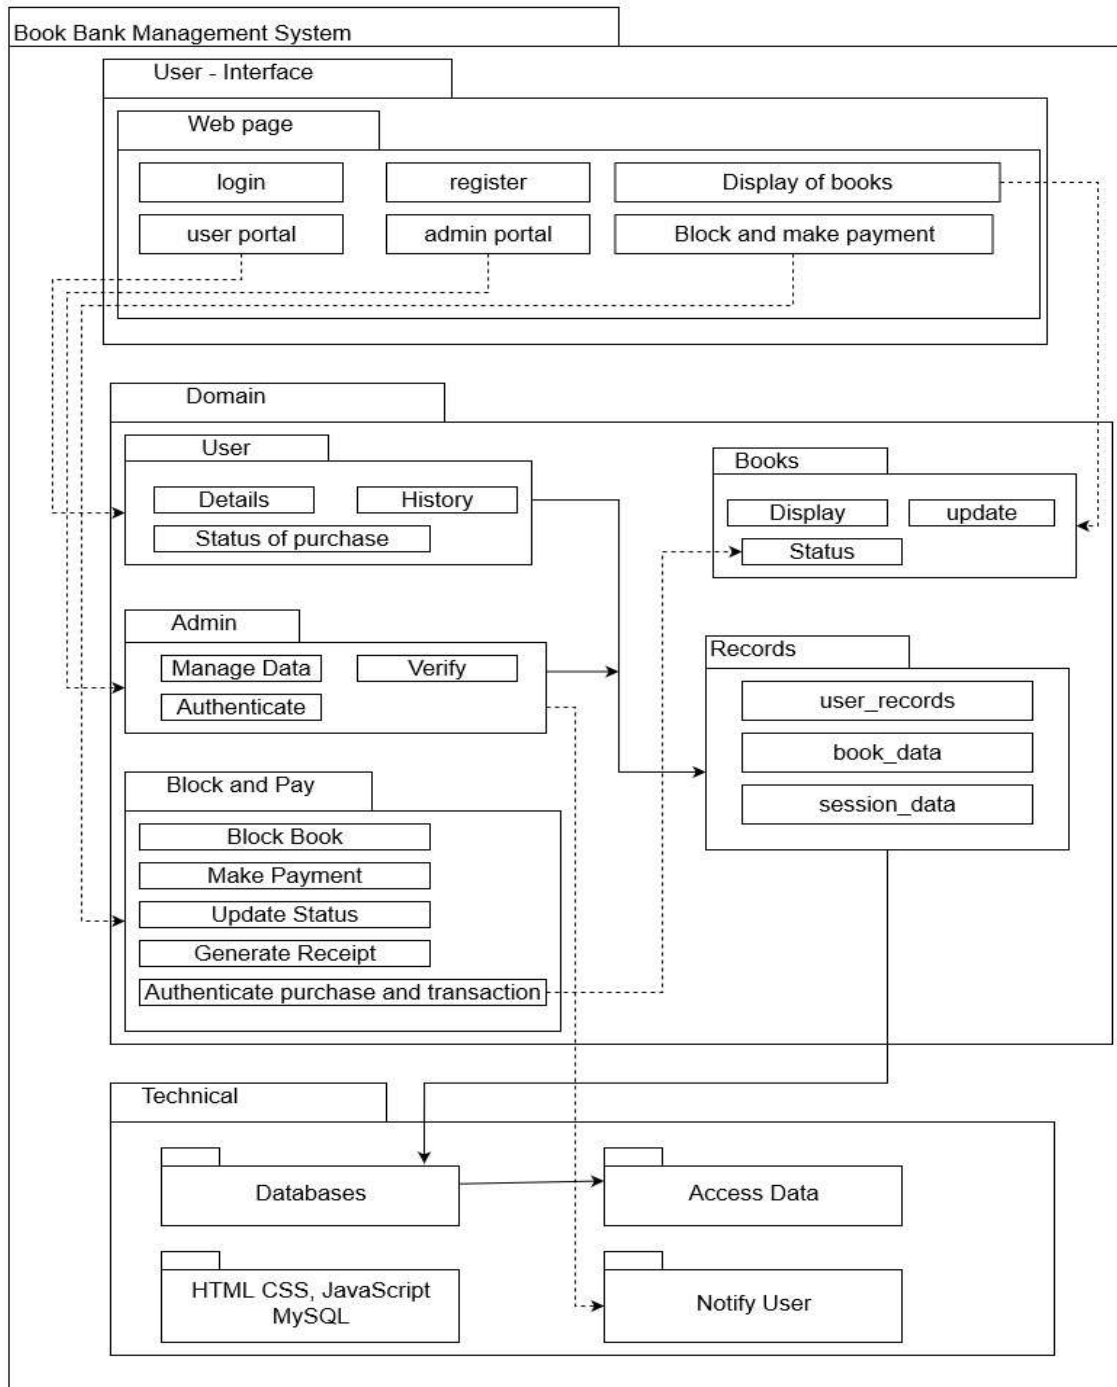 Book Bank Management System
User - Interface
Web page
login
register
Display of books
user portal
admin portal
Block and make payment
Domain
User
Details
History
Status of purchase
Books
Display
update
Status
Admin
Manage Data
Verify
Authenticate
Records
user_records
book_data
session_data
Block and Pay
Block Book
Make Payment
Update Status
Generate Receipt
Authenticate purchase and transaction
Technical
Databases
Access Data
HTML CSS, JavaScript
MySQL
Notify User